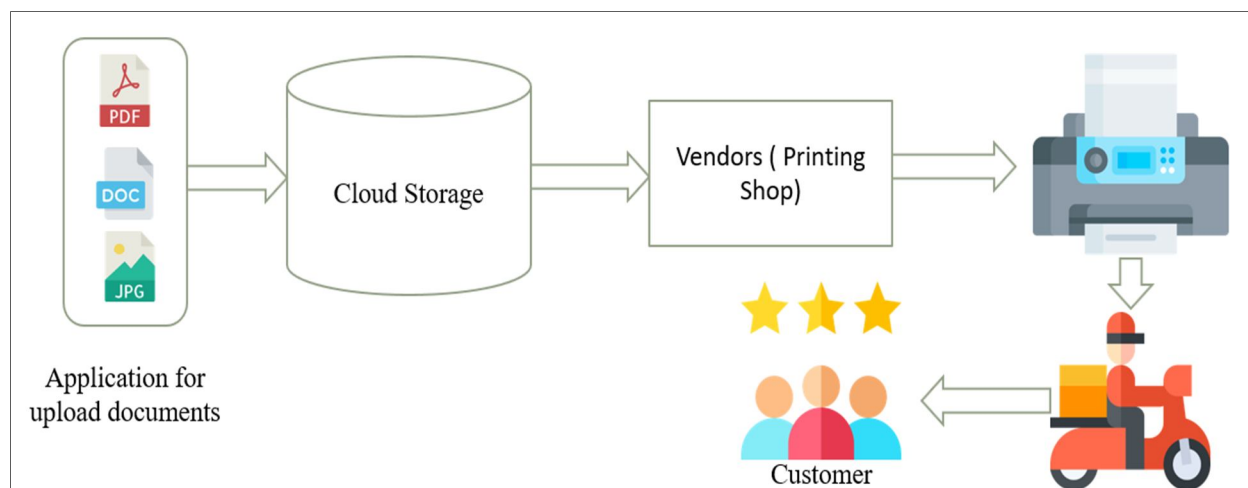 PDF
DOC
JPG
Application for
upload documents
Cloud Storage
Vendors ( Printing
Shop)
Customer